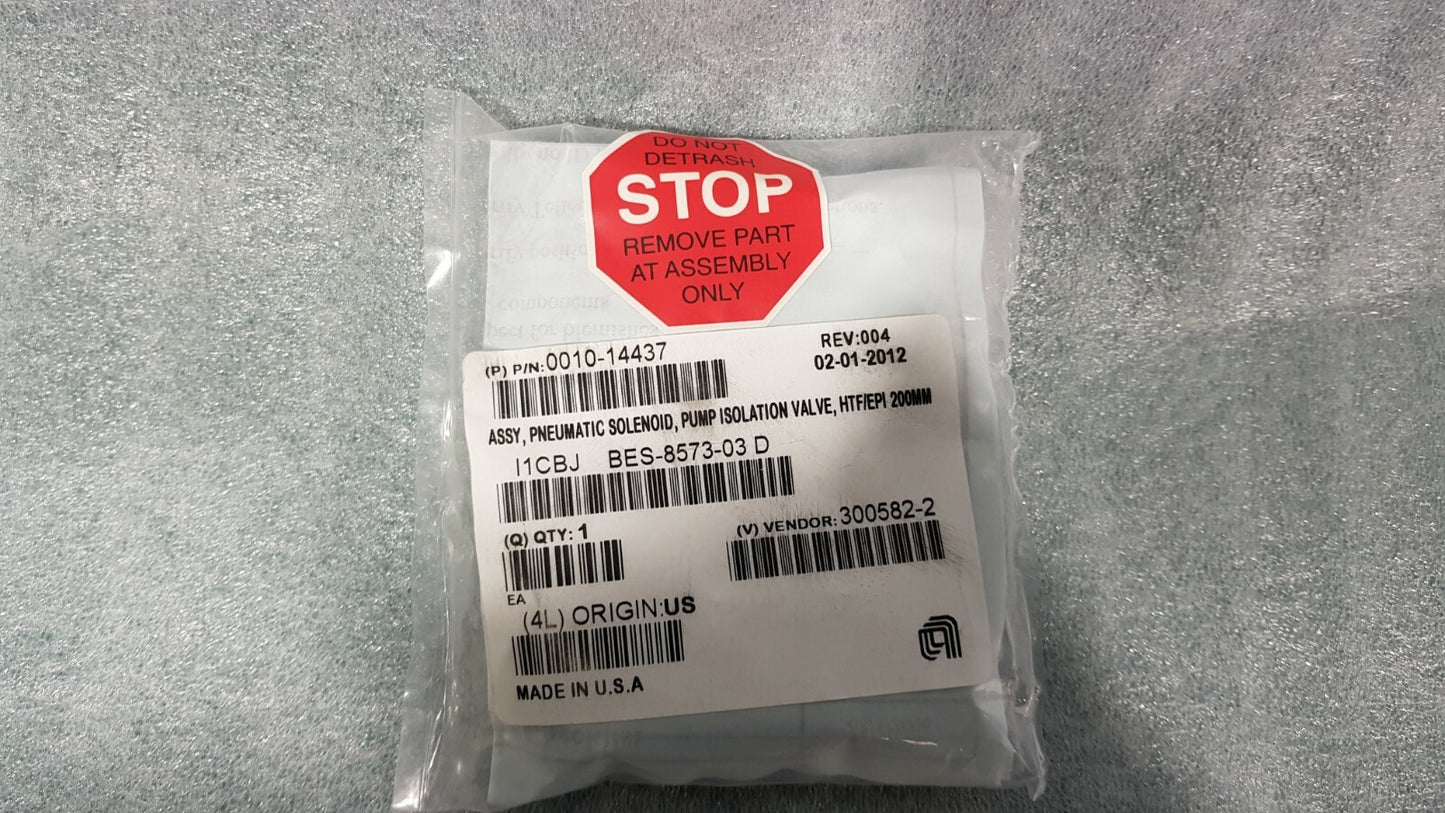 DO NOT
DETRASH
STOP
REMOVE PART
AT ASSEMBLY
ONLY
(P) P/N:0010-14437
REV:004
02-01-2012
ASSY, PNEUMATIC SOLENOID, PUMP ISOLATION VALVE, HTF/EPI 200MM
I1CBJ BES-8573-03 D
(Q) QTY: 1
(V) VENDOR: 300582-2
EA
(4L) ORIGIN:US
MADE IN U.S.A
components